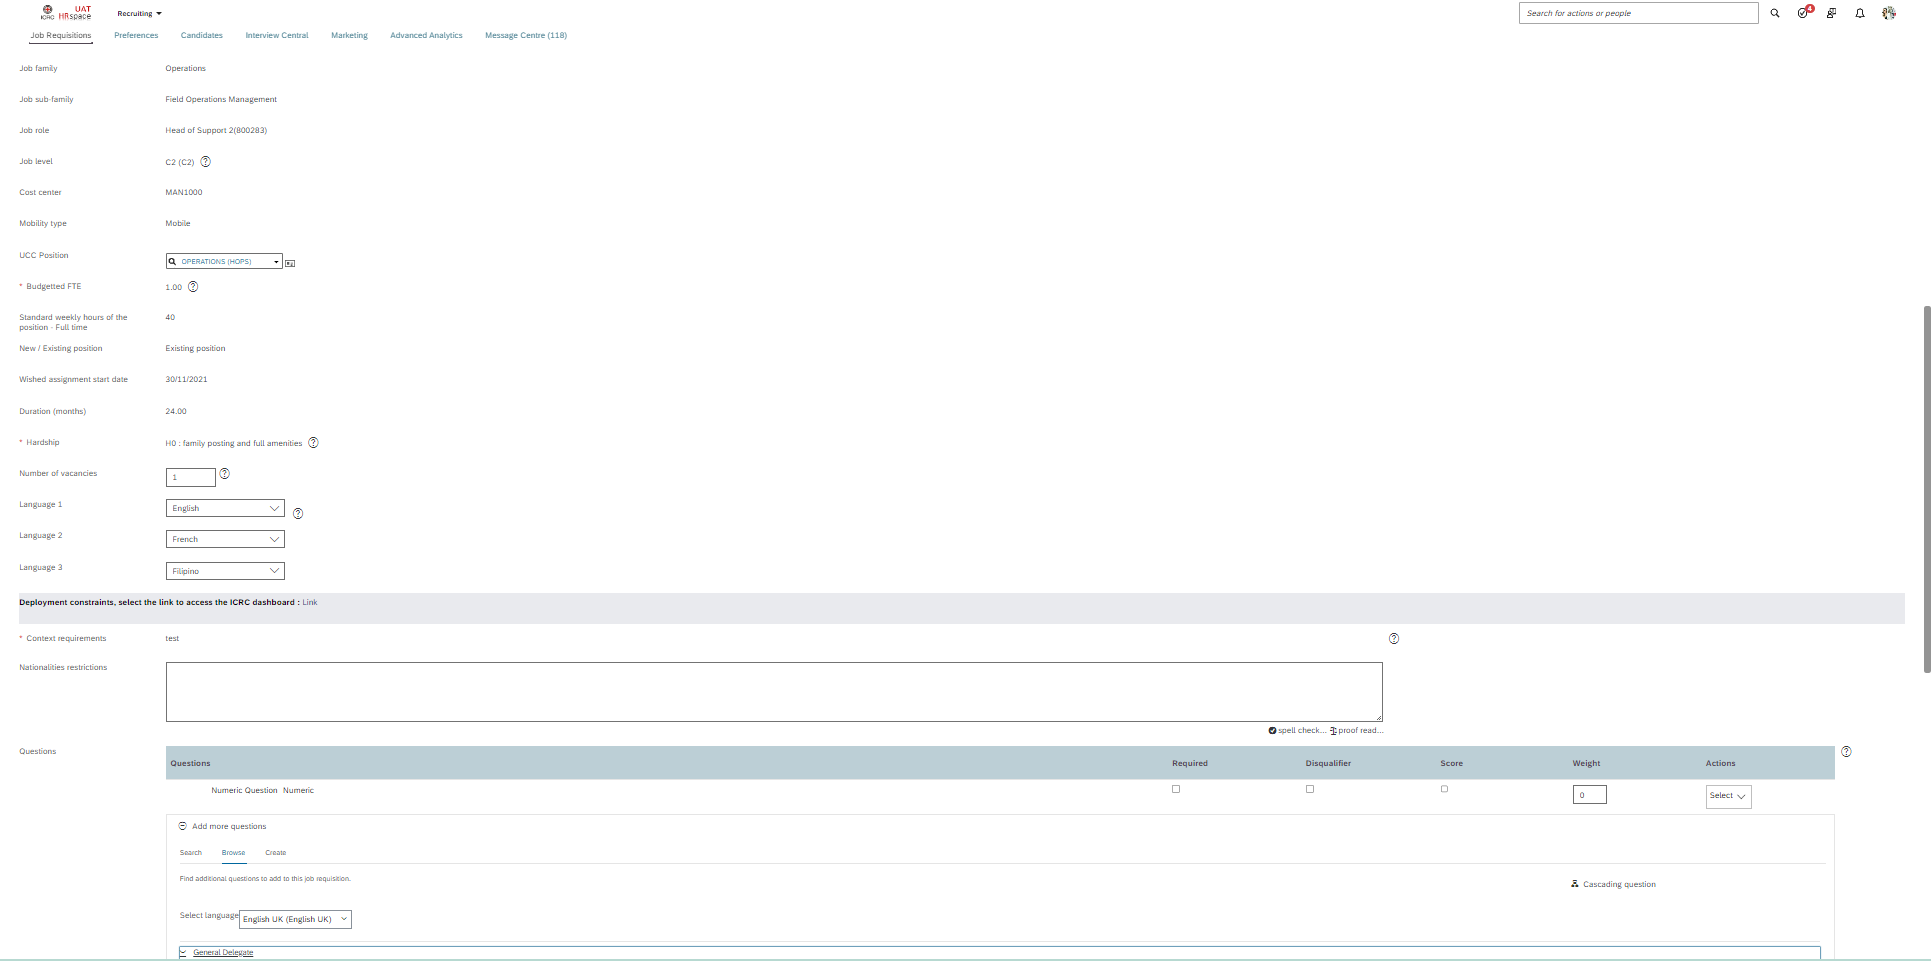 ICRC UAT HRspace Recruiting Search for actions or people 4
Job Requisitions Preferences Candidates Interview Central Marketing Advanced Analytics Message Centre (118)
Job family Operations
Job sub-family Field Operations Management
Job role Head of Support 2(800283)
Job level C2 (C2) ?
Cost center MAN1000
Mobility type Mobile
UCC Position OPERATIONS (HOPS)
* Budgetted FTE 1.00 ?
Standard weekly hours of the position - Full time 40
New / Existing position Existing position
Wished assignment start date 30/11/2021
Duration (months) 24.00
* Hardship H0 : family posting and full amenities ?
Number of vacancies 1 ?
Language 1 English ?
Language 2 French
Language 3 Filipino
Deployment constraints, select the link to access the ICRC dashboard : Link
* Context requirements test ?
Nationalities restrictions
spell check... proof read...
Questions ?
Questions Required Disqualifier Score Weight Actions
Numeric Question Numeric 0 Select
Add more questions
Search Browse Create
Find additional questions to add to this job requisition.
Cascading question
Select language English UK (English UK)
General Delegate